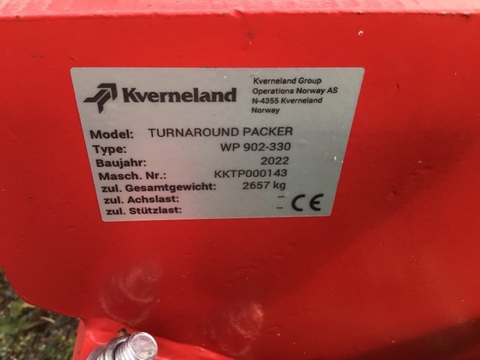 Kverneland
Kverneland Group
Operations Norway AS
N-4355 Kverneland
Norway
Model: TURNAROUND PACKER
Type: WP 902-330
Baujahr: 2022
Masch. Nr.: KKTP000143
zul. Gesamtgewicht: 2657 kg
zul. Achslast: –
zul. Stützlast: –
CE